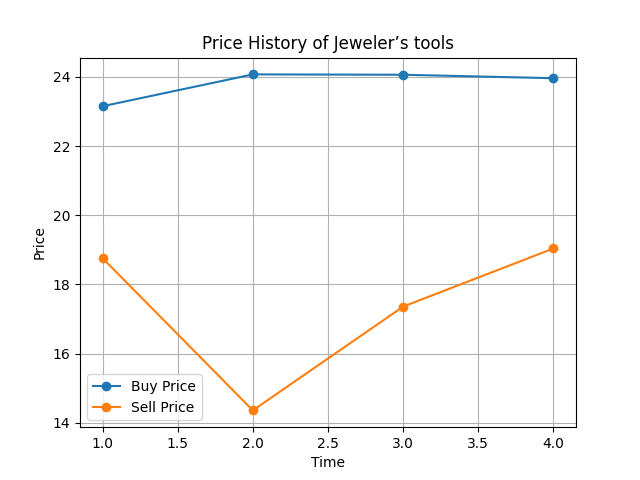 Price History of Jeweler’s tools
Price
24
22
20
18
16
14
Buy Price
Sell Price
1.0 1.5 2.0 2.5 3.0 3.5 4.0
Time